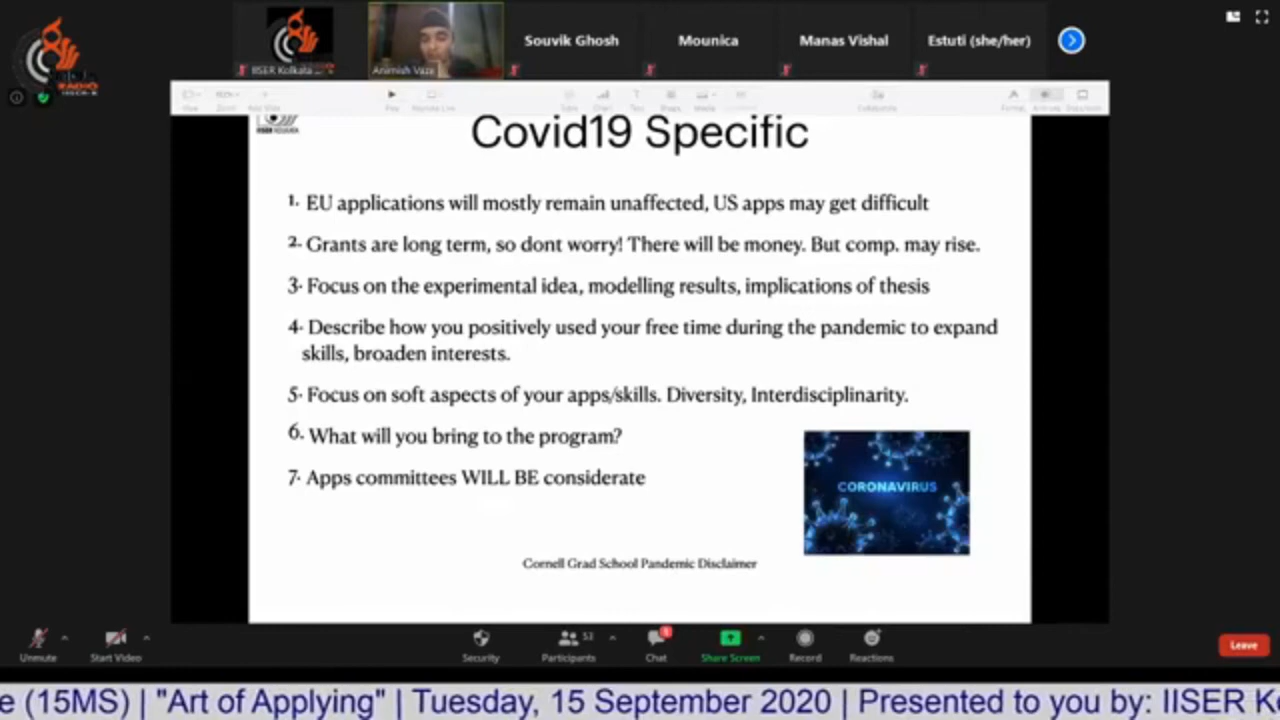 Souvik Ghosh
Mounica
Manas Vishal
Estuti (she/her)
IISER Kolkata ...
Animish Vaze
RADIO
Covid19 Specific
1. EU applications will mostly remain unaffected, US apps may get difficult
2. Grants are long term, so dont worry! There will be money. But comp. may rise.
3. Focus on the experimental idea, modelling results, implications of thesis
4. Describe how you positively used your free time during the pandemic to expand
skills, broaden interests.
5. Focus on soft aspects of your apps/skills. Diversity, Interdisciplinarity.
6. What will you bring to the program?
7. Apps committees WILL BE considerate
CORONAVIRUS
Cornell Grad School Pandemic Disclaimer
Unmute
Start Video
Security
Participants
53
Chat
Share Screen
Record
Reactions
Leave
e (15MS) | "Art of Applying" | Tuesday, 15 September 2020 | Presented to you by: IISER K